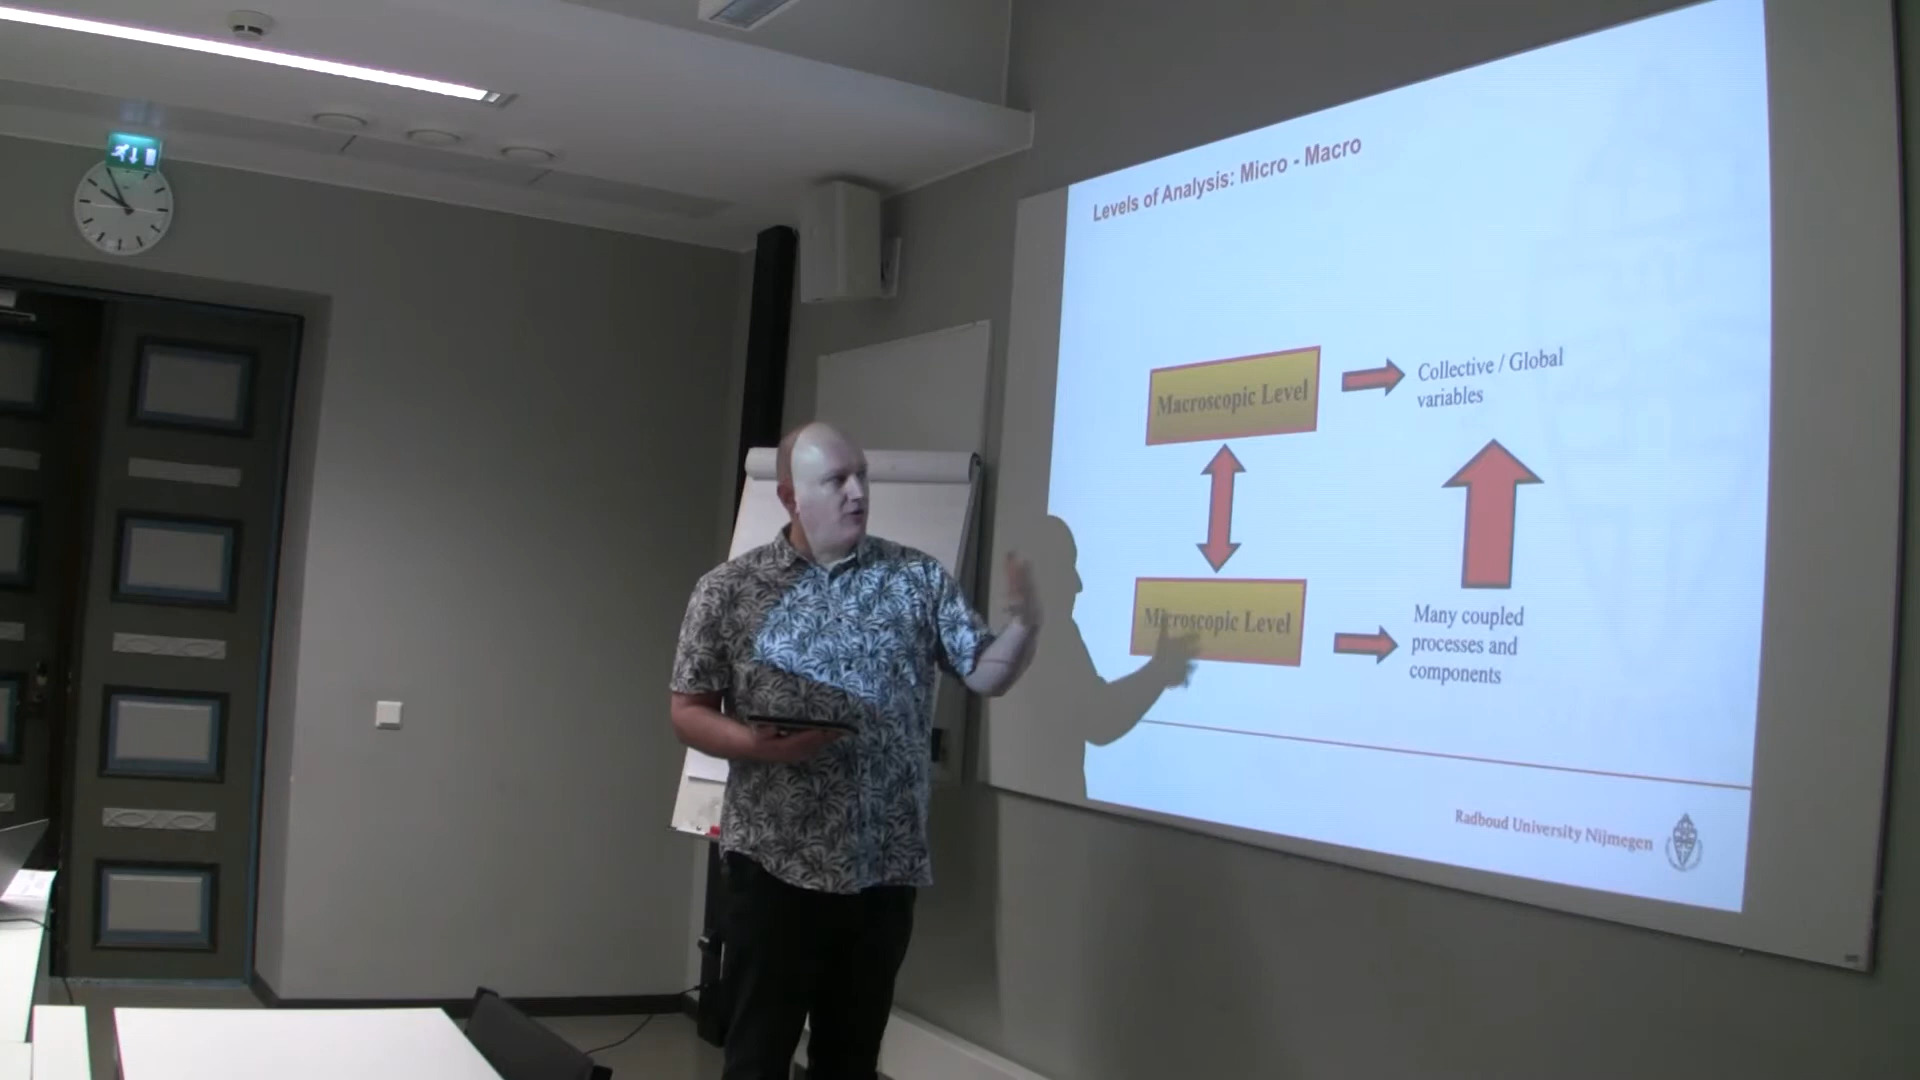 Levels of Analysis: Micro - Macro
Macroscopic Level
Collective / Global
variables
Microscopic Level
Many coupled
processes and
components
Radboud University Nijmegen